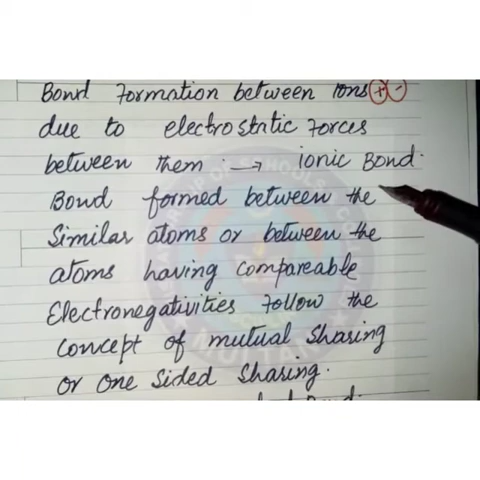 Bond Formation between ions + -
due to electrostatic Forces
between them → ionic Bond.
Bond formed between the
Similar atoms or between the
atoms having compareable
Electronegativities Follow the
concept of mutual Sharing
or one Sided Sharing.